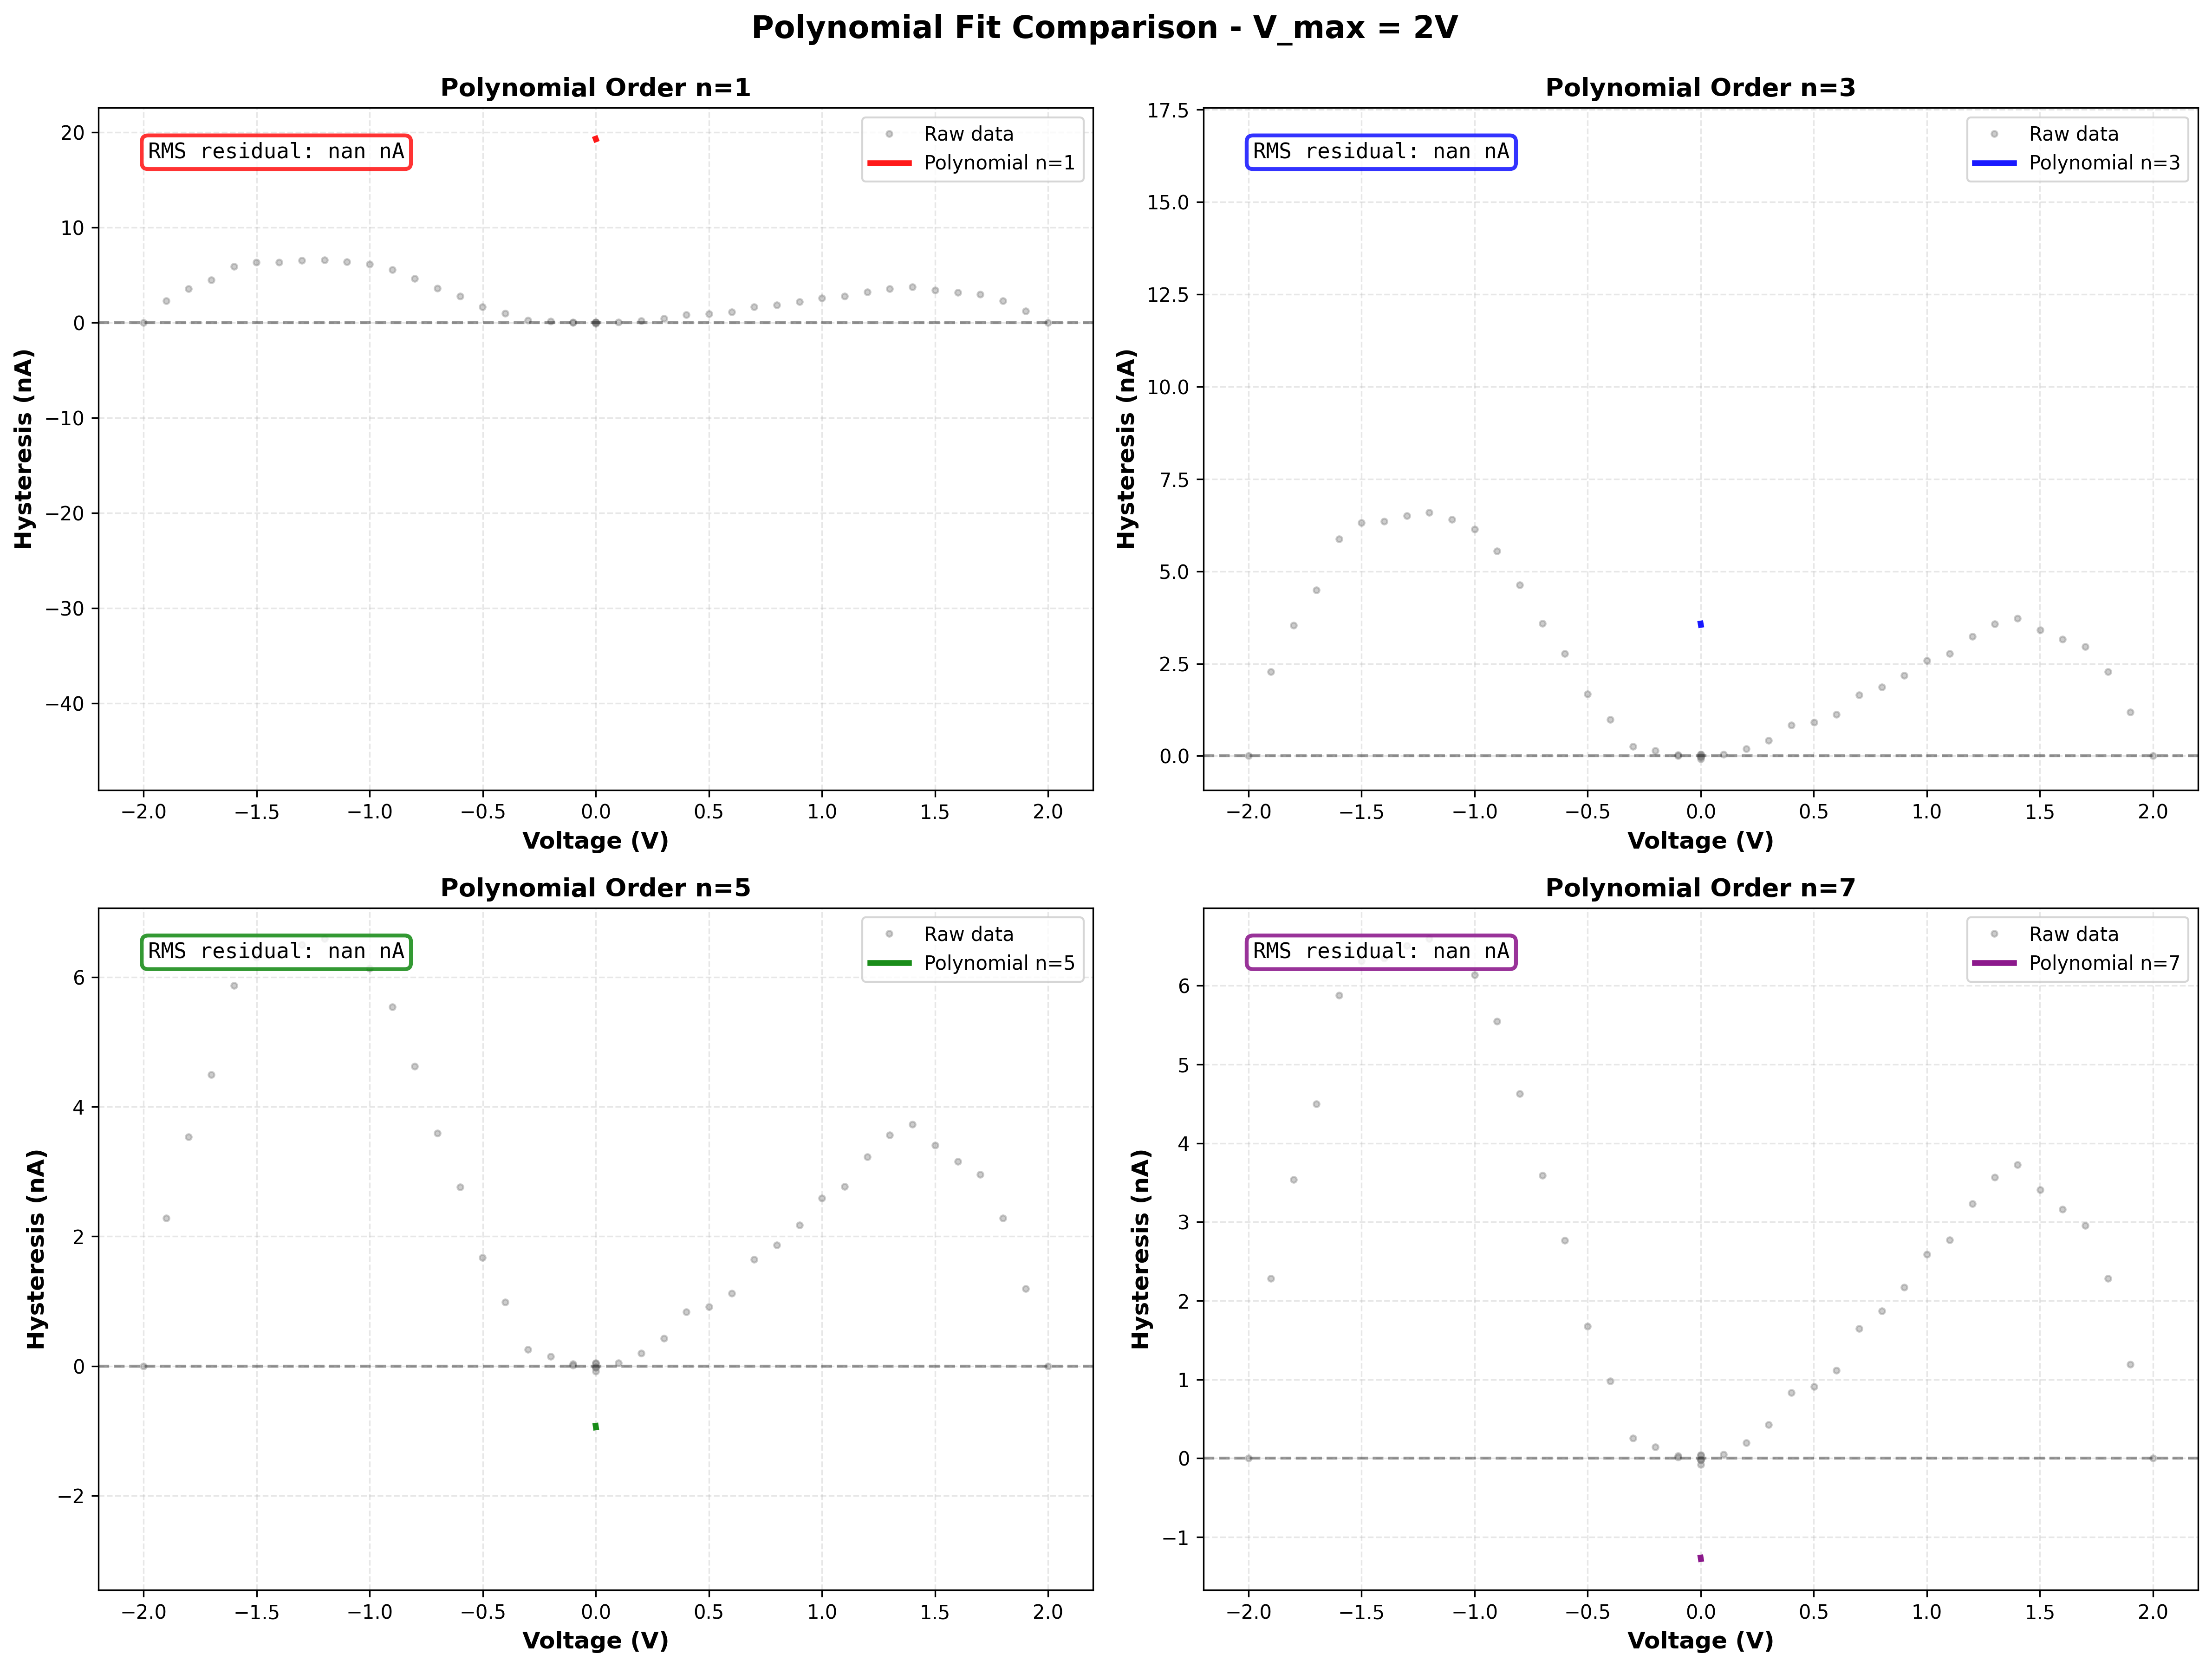 Polynomial Fit Comparison - V_max = 2V
Polynomial Order n=1
RMS residual: nan nA
Raw data
Polynomial n=1
20
10
0
−10
−20
−30
−40
Hysteresis (nA)
−2.0 −1.5 −1.0 −0.5 0.0 0.5 1.0 1.5 2.0
Voltage (V)
Polynomial Order n=3
RMS residual: nan nA
Raw data
Polynomial n=3
17.5
15.0
12.5
10.0
7.5
5.0
2.5
0.0
Hysteresis (nA)
−2.0 −1.5 −1.0 −0.5 0.0 0.5 1.0 1.5 2.0
Voltage (V)
Polynomial Order n=5
RMS residual: nan nA
Raw data
Polynomial n=5
6
4
2
0
−2
Hysteresis (nA)
−2.0 −1.5 −1.0 −0.5 0.0 0.5 1.0 1.5 2.0
Voltage (V)
Polynomial Order n=7
RMS residual: nan nA
Raw data
Polynomial n=7
6
5
4
3
2
1
0
−1
Hysteresis (nA)
−2.0 −1.5 −1.0 −0.5 0.0 0.5 1.0 1.5 2.0
Voltage (V)